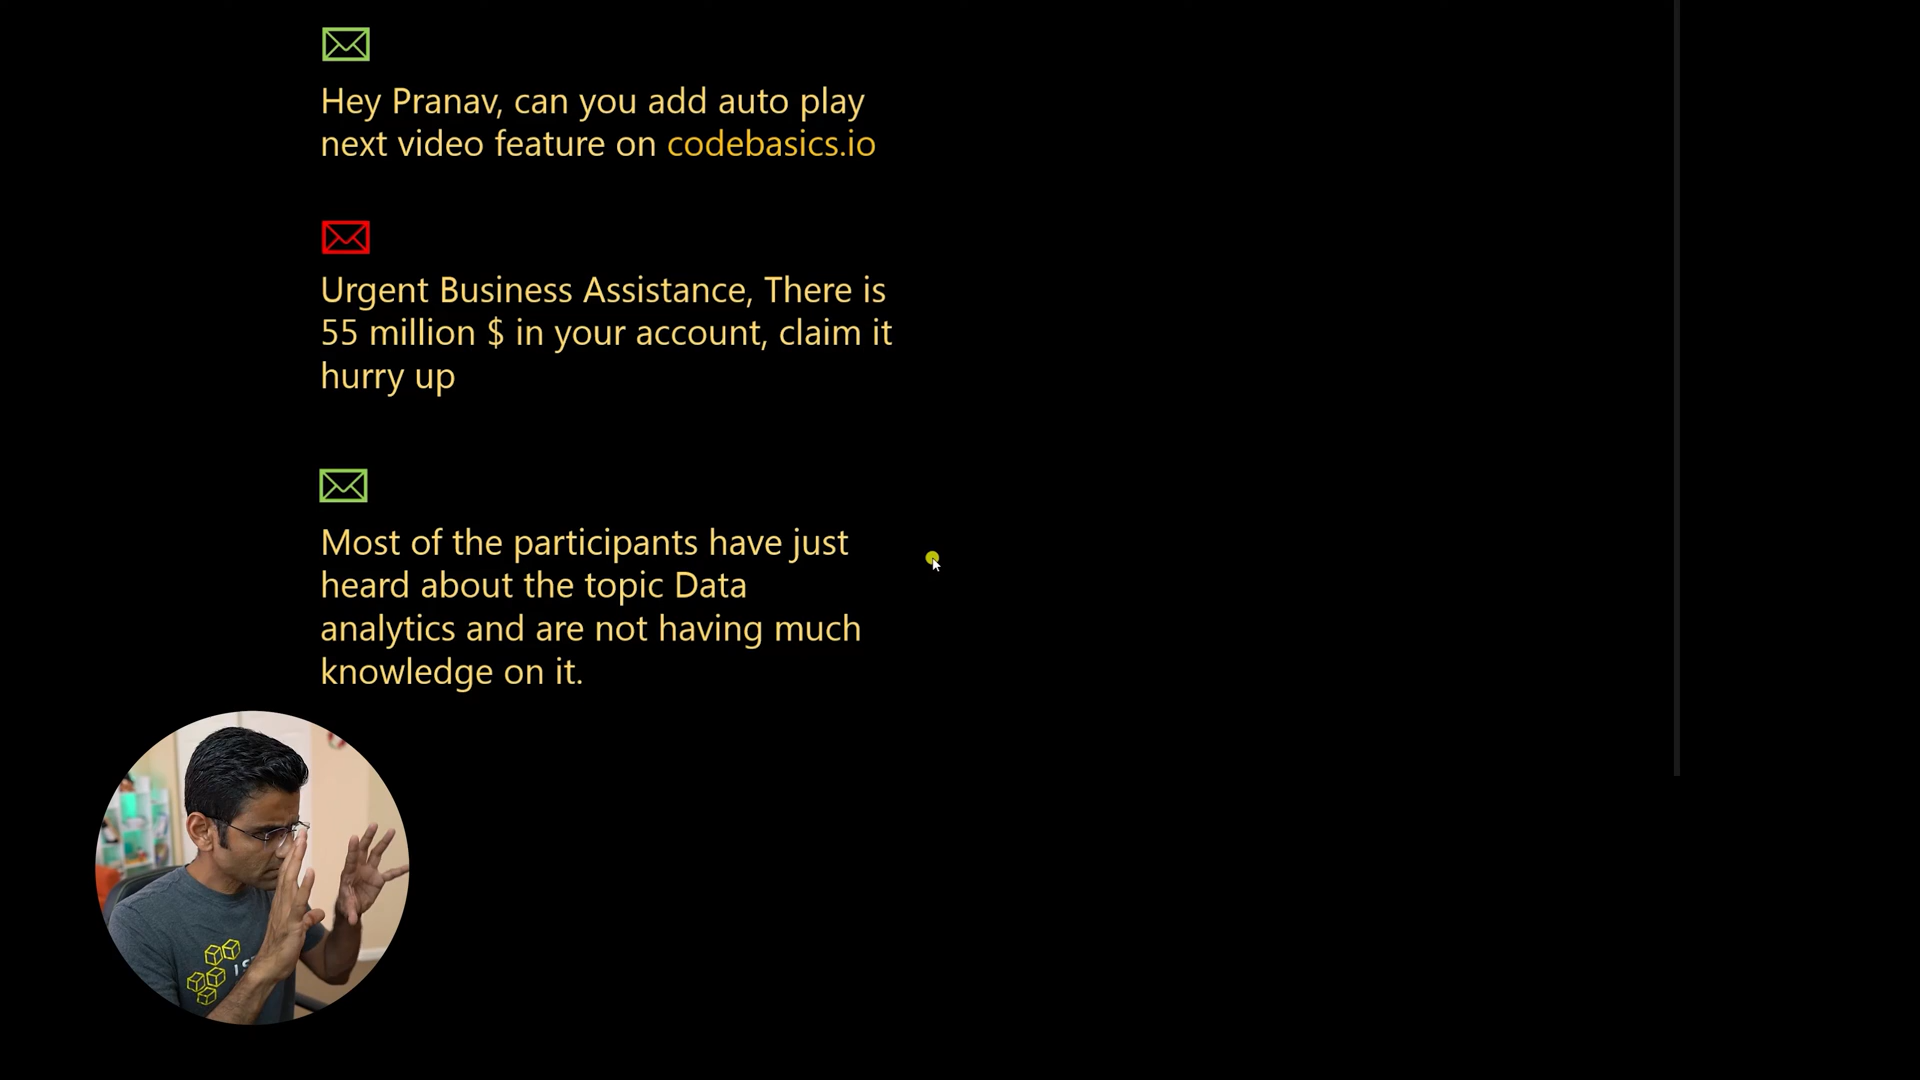 Hey Pranav, can you add auto play
next video feature on codebasics.io
Urgent Business Assistance, There is
55 million $ in your account, claim it
hurry up
Most of the participants have just
heard about the topic Data
analytics and are not having much
knowledge on it.